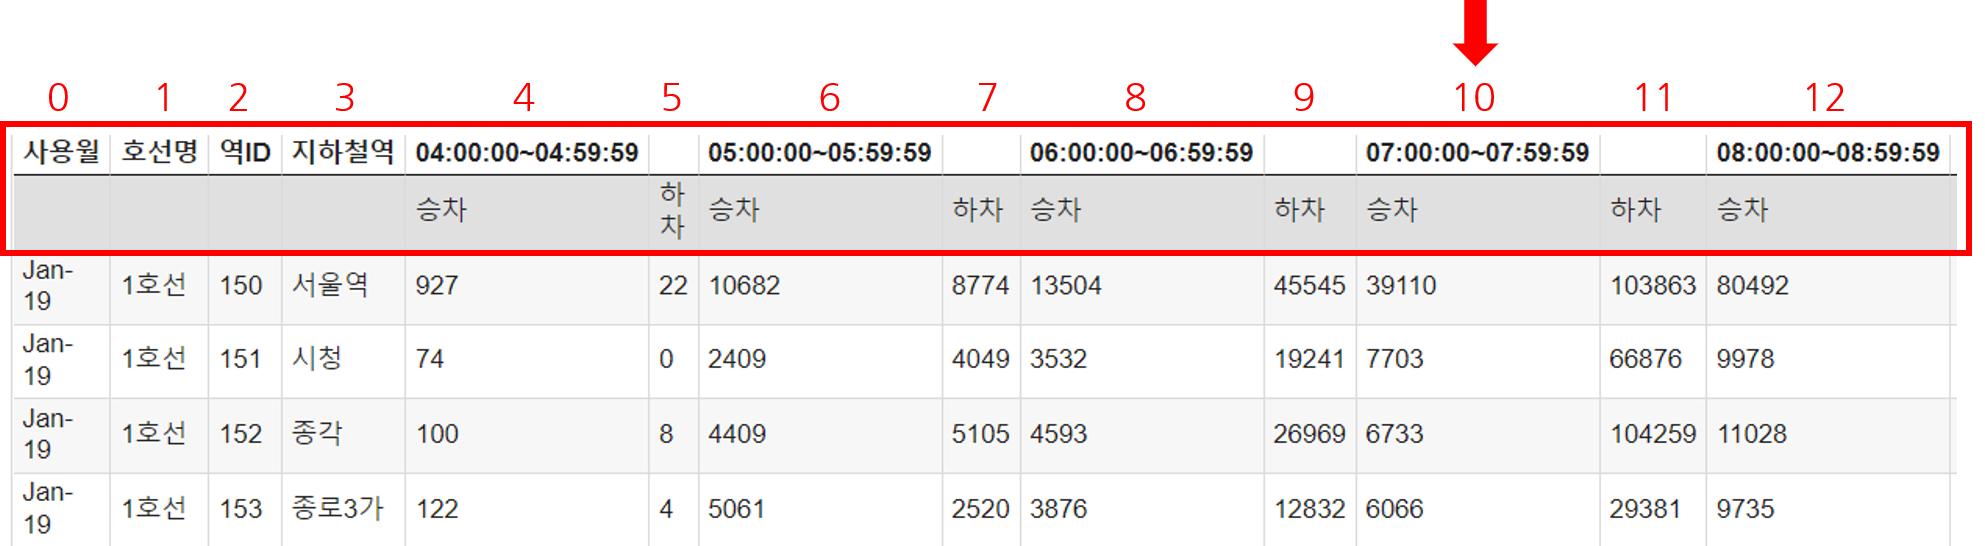 0 1 2 3 4 5 6 7 8 9 10 11 12
사용월 호선명 역ID 지하철역 04:00:00~04:59:59 05:00:00~05:59:59 06:00:00~06:59:59 07:00:00~07:59:59 08:00:00~08:59:59
승차 하차 승차 하차 승차 하차 승차 하차 승차
Jan-19 1호선 150 서울역 927 22 10682 8774 13504 45545 39110 103863 80492
Jan-19 1호선 151 시청 74 0 2409 4049 3532 19241 7703 66876 9978
Jan-19 1호선 152 종각 100 8 4409 5105 4593 26969 6733 104259 11028
Jan-19 1호선 153 종로3가 122 4 5061 2520 3876 12832 6066 29381 9735